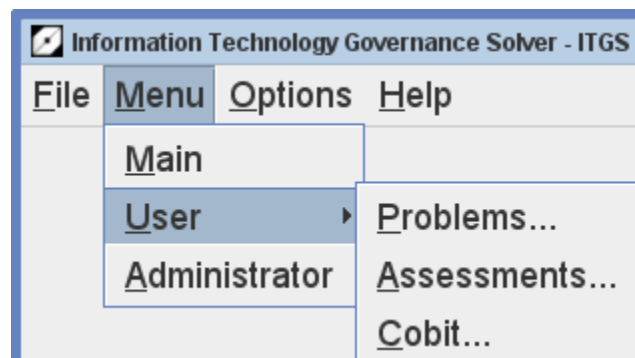 Information Technology Governance Solver - ITGS
File Menu Options Help
Main
User
Administrator
Problems...
Assessments...
Cobit...